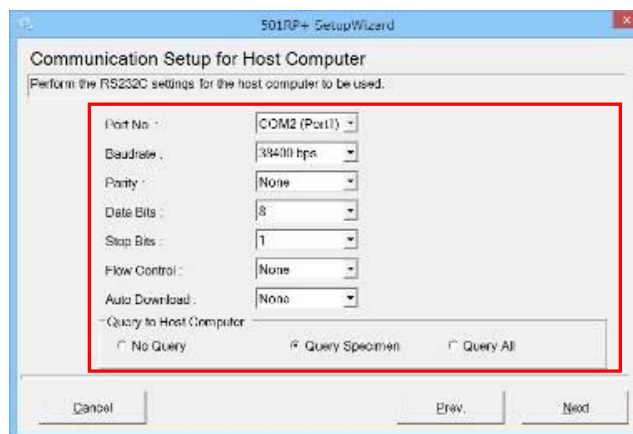 501RP+ SetupWizard
Communication Setup for Host Computer
Perform the RS232C settings for the host computer to be used.
Port No. : COM2 (Port1)
Baudrate : 38400 bps
Parity : None
Data Bits : 8
Stop Bits : 1
Flow Control : None
Auto Download : None
Query to Host Computer
No Query Query Specimen Query All
Cancel Prev. Next